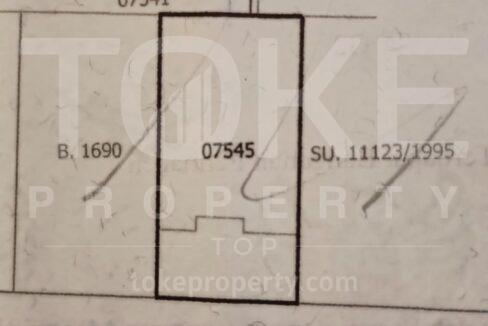 07541
TOKE
B. 1690
07545
SU. 11123/1995
PROPERTY
TOP
tokeproperty.com